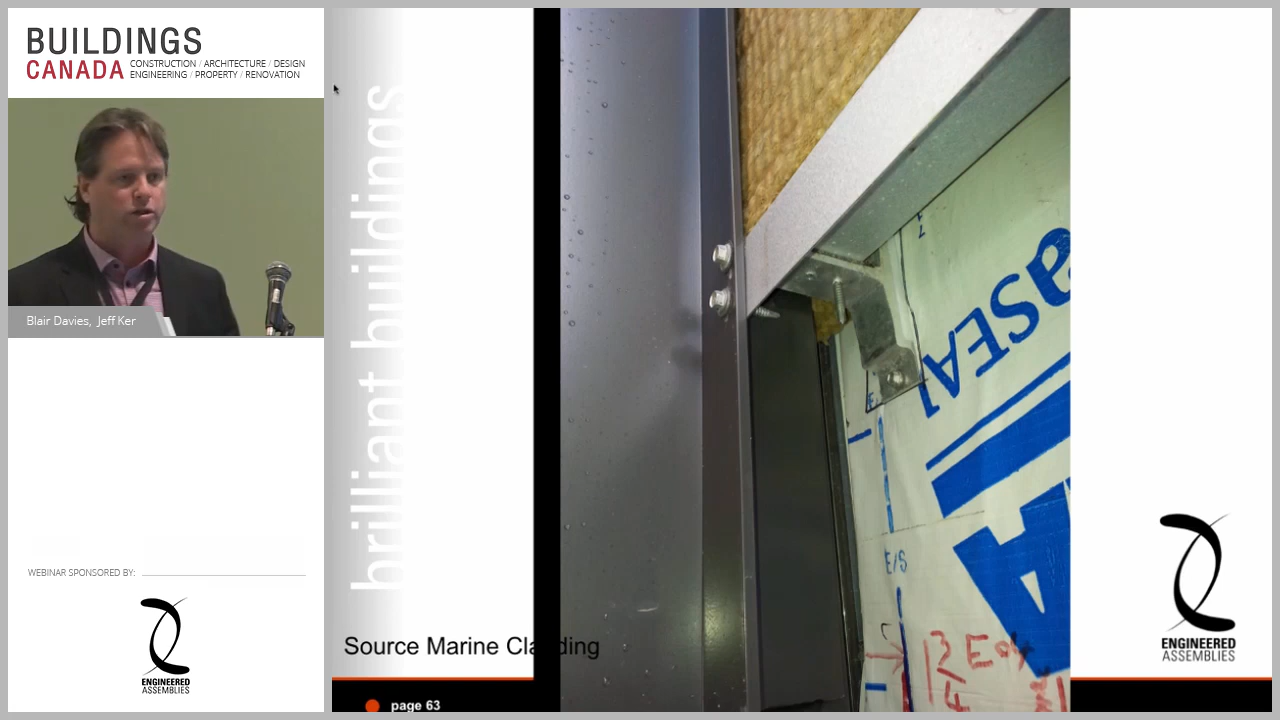 BUILDINGS
CANADA
CONSTRUCTION / ARCHITECTURE / DESIGN
ENGINEERING / PROPERTY / RENOVATION
Blair Davies, Jeff Ker
WEBINAR SPONSORED BY:
ENGINEERED
ASSEMBLIES
brilliant buildings
aSEAL
E/S
Source Marine Cladding
page 63
ENGINEERED
ASSEMBLIES